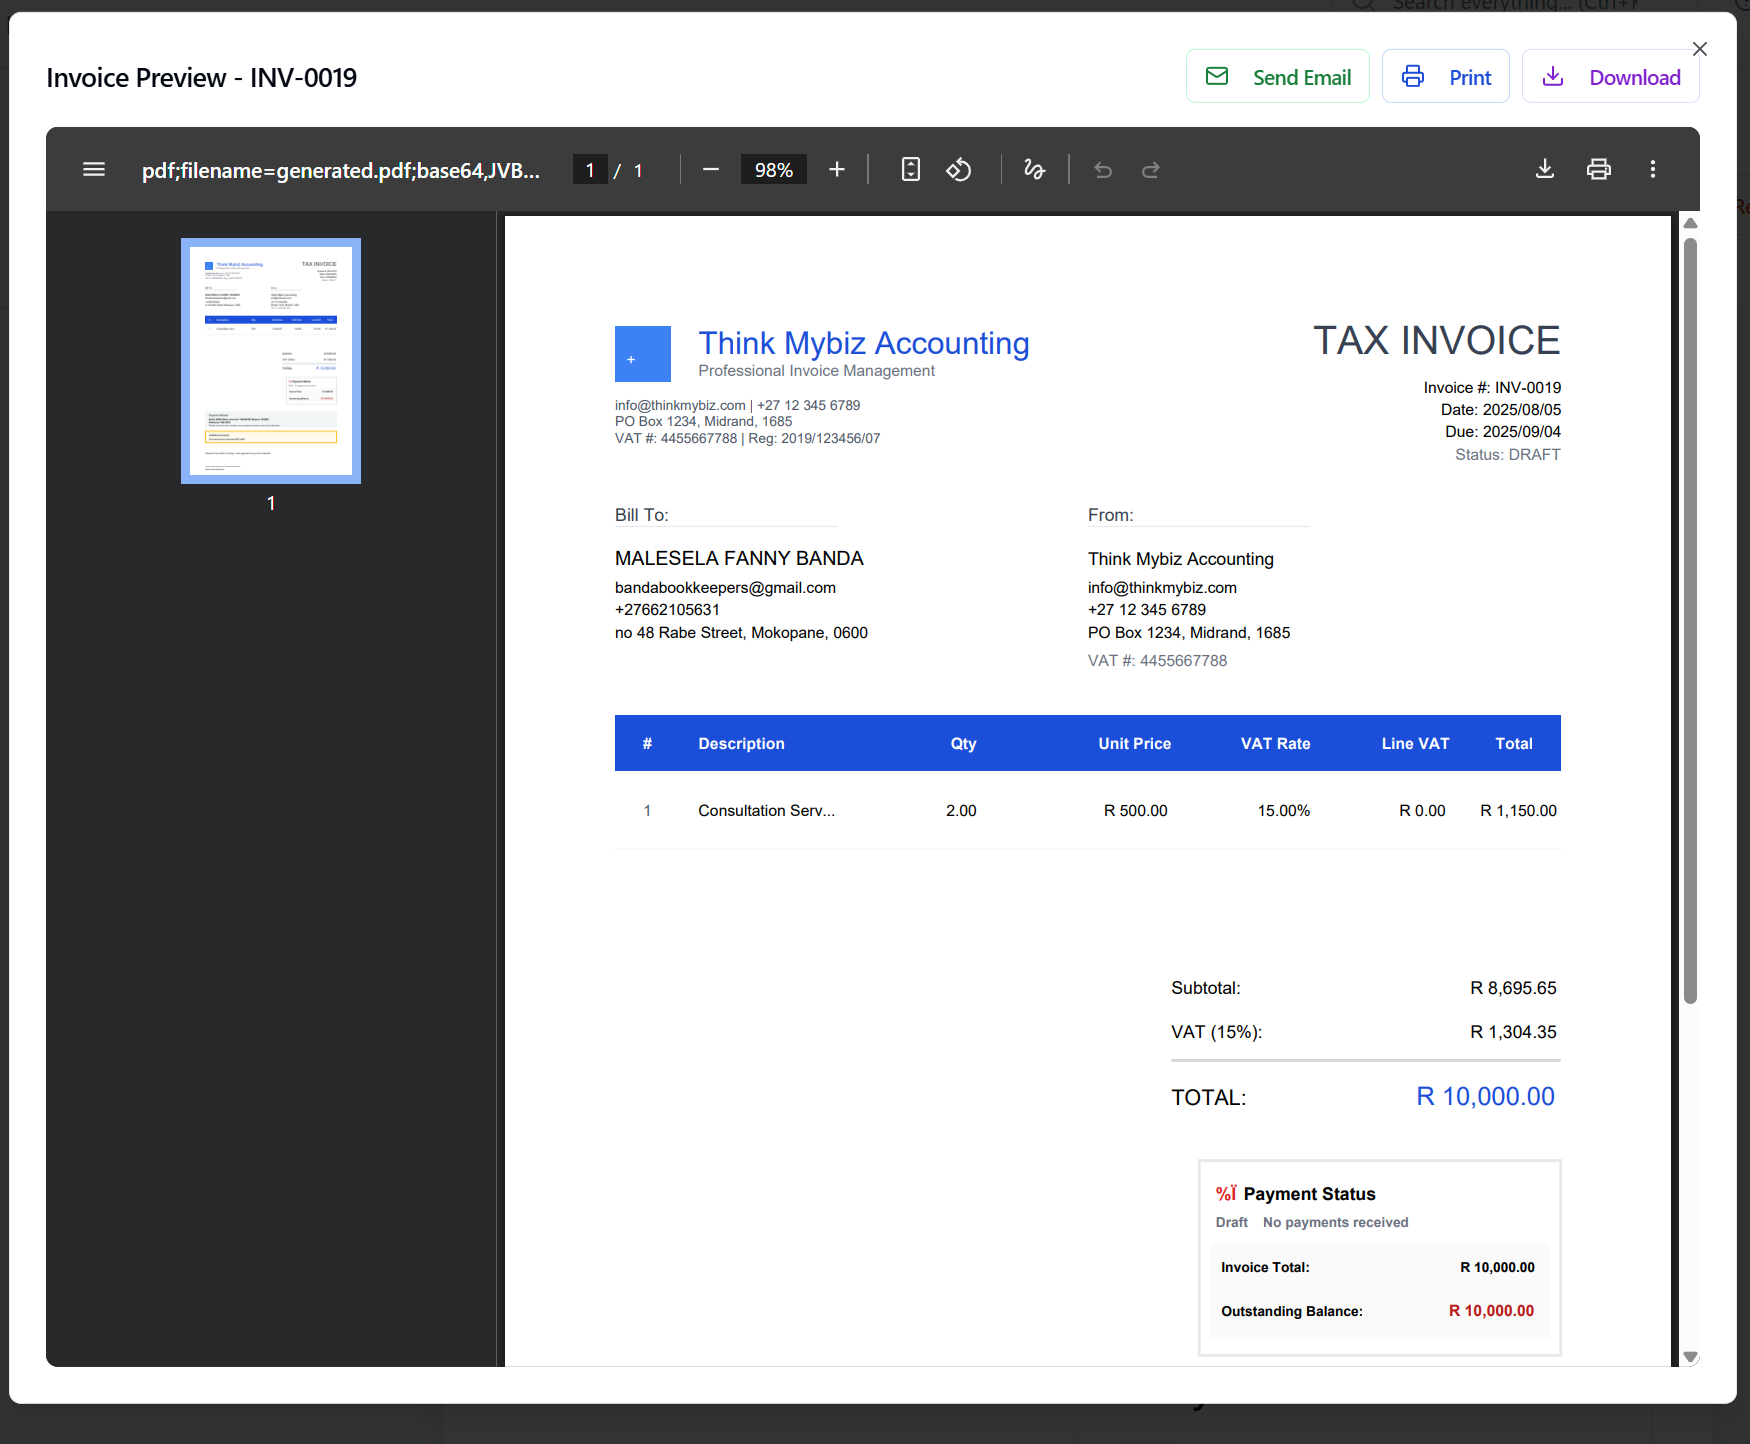 Search everything... (Ctrl+
Invoice Preview - INV-0019
Send Email
Print
Download
pdf;filename=generated.pdf;base64,JVB...
1 / 1
98%
1
Think Mybiz Accounting
Professional Invoice Management
info@thinkmybiz.com | +27 12 345 6789
PO Box 1234, Midrand, 1685
VAT #: 4455667788 | Reg: 2019/123456/07
TAX INVOICE
Invoice #: INV-0019
Date: 2025/08/05
Due: 2025/09/04
Status: DRAFT
Bill To:
MALESELA FANNY BANDA
bandabookkeepers@gmail.com
+27662105631
no 48 Rabe Street, Mokopane, 0600
From:
Think Mybiz Accounting
info@thinkmybiz.com
+27 12 345 6789
PO Box 1234, Midrand, 1685
VAT #: 4455667788
# Description Qty Unit Price VAT Rate Line VAT Total
1 Consultation Serv... 2.00 R 500.00 15.00% R 0.00 R 1,150.00
Subtotal: R 8,695.65
VAT (15%): R 1,304.35
TOTAL: R 10,000.00
%Ï Payment Status
Draft No payments received
Invoice Total: R 10,000.00
Outstanding Balance: R 10,000.00